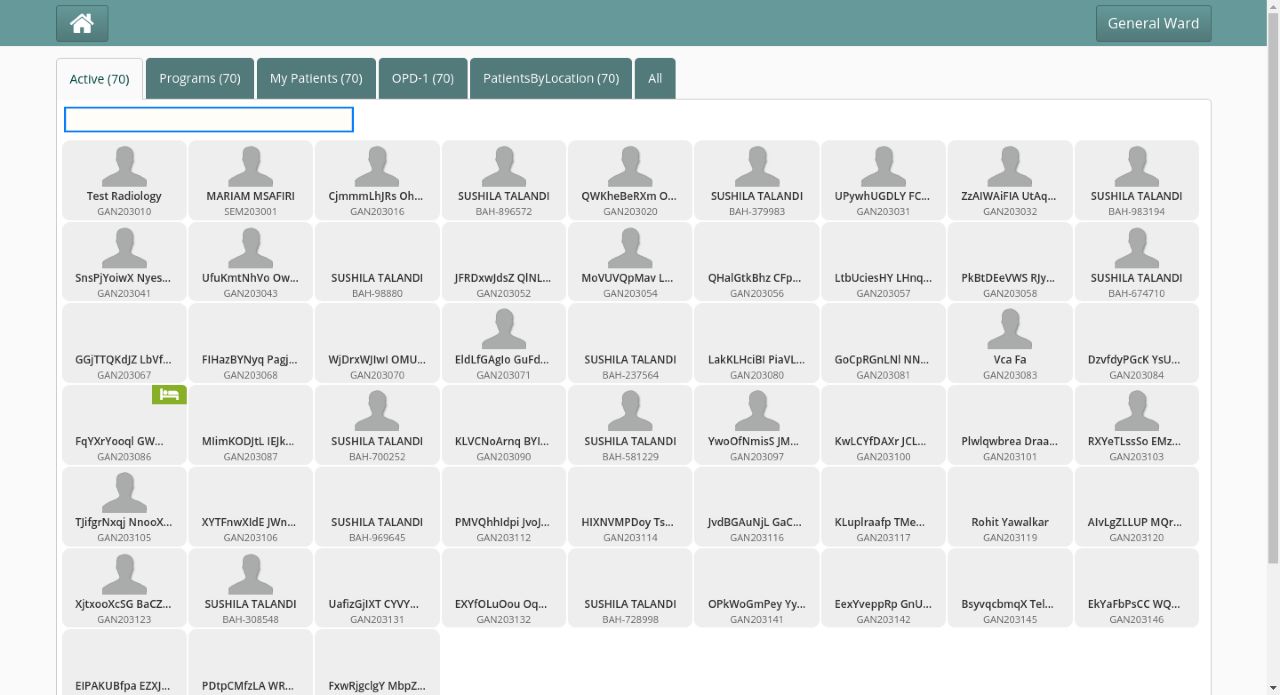 General Ward
Active (70)
Programs (70)
My Patients (70)
OPD-1 (70)
PatientsByLocation (70)
All
Test Radiology
GAN203010
MARIAM MSAFIRI
SEM203001
CjmmmLhJRs Oh...
GAN203016
SUSHILA TALANDI
BAH-896572
QWKheBeRXm O...
GAN203020
SUSHILA TALANDI
BAH-379983
UPywhUGDLY FC...
GAN203031
ZzAIWAiFIA UtAq...
GAN203032
SUSHILA TALANDI
BAH-983194
SnsPjYoiwX Nyes...
GAN203041
UfuKmtNhVo Ow...
GAN203043
SUSHILA TALANDI
BAH-98880
JFRDxwJdsZ QlNL...
GAN203052
MoVUVQpMav L...
GAN203054
QHalGtkBhz CFp...
GAN203056
LtbUciesHY LHnq...
GAN203057
PkBtDEeVWS RJy...
GAN203058
SUSHILA TALANDI
BAH-674710
GGjTTQKdJZ LbVf...
GAN203067
FIHazBYNyq Pagj...
GAN203068
WjDrxWJIwI OMU...
GAN203070
EldLfGAgIo GuFd...
GAN203071
SUSHILA TALANDI
BAH-237564
LakKLHciBI PiaVL...
GAN203080
GoCpRGnLNl NN...
GAN203081
Vca Fa
GAN203083
DzvfdyPGcK YsU...
GAN203084
FqYXrYooql GW...
GAN203086
MIimKODJtL IEJk...
GAN203087
SUSHILA TALANDI
BAH-700252
KLVCNoArnq BYI...
GAN203090
SUSHILA TALANDI
BAH-581229
YwoOfNmisS JM...
GAN203097
KwLCYfDAXr JCL...
GAN203100
Plwlqwbrea Draa...
GAN203101
RXYeTLssSo EMz...
GAN203103
TJifgrNxqj NnooX...
GAN203105
XYTFnwXIdE JWn...
GAN203106
SUSHILA TALANDI
BAH-969645
PMVQhhIdpi JvoJ...
GAN203112
HIXNVMPDoy Ts...
GAN203114
JvdBGAuNjL GaC...
GAN203116
KLuplraafp TMe...
GAN203117
Rohit Yawalkar
GAN203119
AIvLgZLLUP MQr...
GAN203120
XjtxooXcSG BaCZ...
GAN203123
SUSHILA TALANDI
BAH-308548
UafizGjIXT CYVY...
GAN203131
EXYfOLuOou Oq...
GAN203132
SUSHILA TALANDI
BAH-728998
OPkWoGmPey Yy...
GAN203141
EexYveppRp GnU...
GAN203142
BsyvqcbmqX Tel...
GAN203145
EkYaFbPsCC WQ...
GAN203146
EIPAKUBfpa EZXJ...
PDtpCMfzLA WR...
FxwRjgclgY MbpZ...